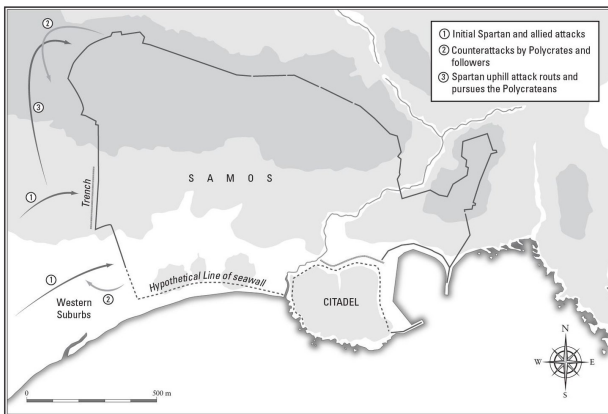 ① Initial Spartan and allied attacks
② Counterattacks by Polycrates and
followers
③ Spartan uphill attack routs and
pursues the Polycrateans
②
③
①
Trench
S A M O S
①
②
Western
Suburbs
Hypothetical Line of seawall
CITADEL
N
W E
S
0 500 m